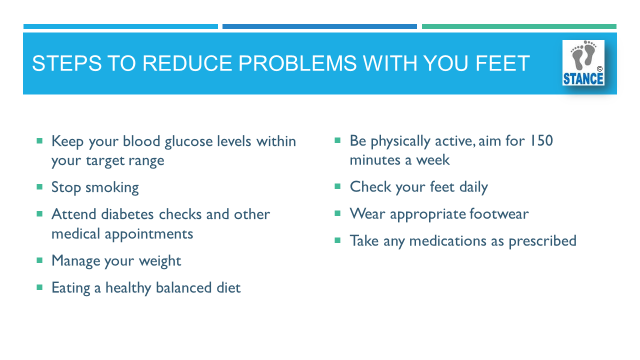 STEPS TO REDUCE PROBLEMS WITH YOU FEET
STANCE
®
Keep your blood glucose levels within
your target range
Stop smoking
Attend diabetes checks and other
medical appointments
Manage your weight
Eating a healthy balanced diet
Be physically active, aim for 150
minutes a week
Check your feet daily
Wear appropriate footwear
Take any medications as prescribed